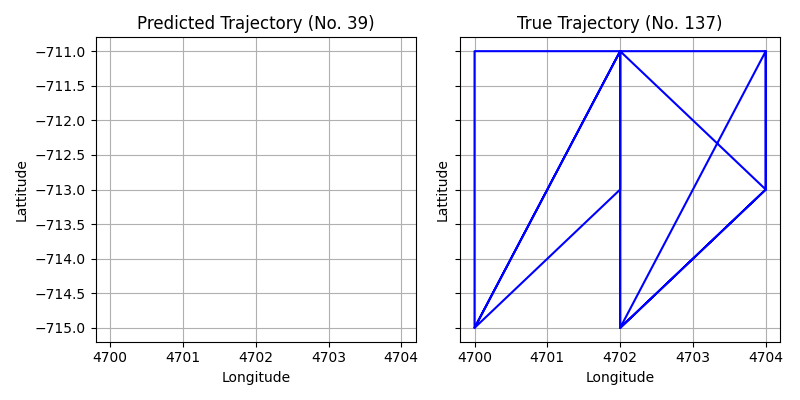 Predicted Trajectory (No. 39)
True Trajectory (No. 137)
Lattitude
−711.0
−711.5
−712.0
−712.5
−713.0
−713.5
−714.0
−714.5
−715.0
4700 4701 4702 4703 4704
Longitude
Lattitude
4700 4701 4702 4703 4704
Longitude